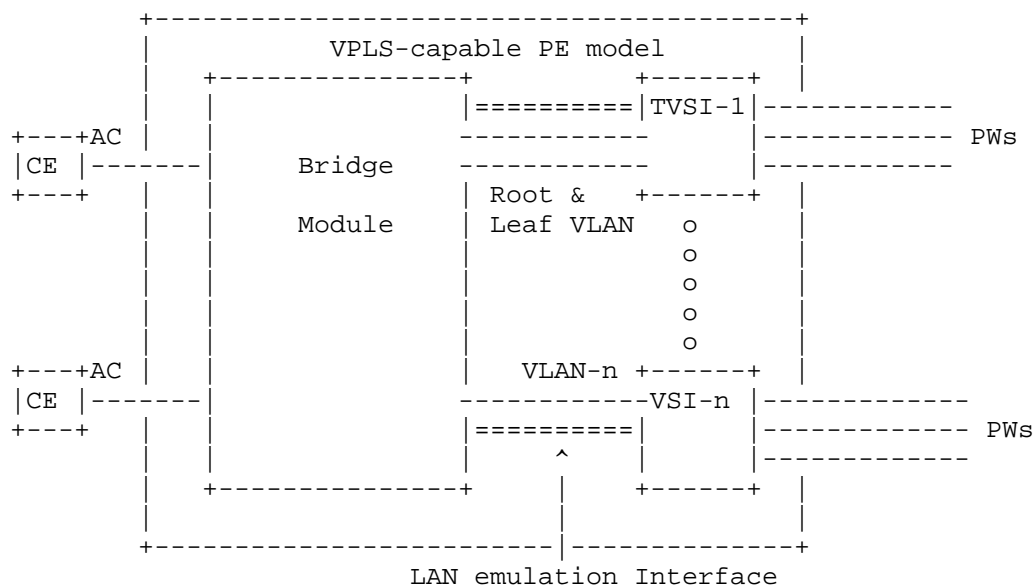 VPLS-capable PE model
TVSI-1
AC
PWs
CE
Bridge
Root &
Module
Leaf VLAN
o
o
o
o
o
AC
VLAN-n
CE
VSI-n
PWs
^
LAN emulation Interface